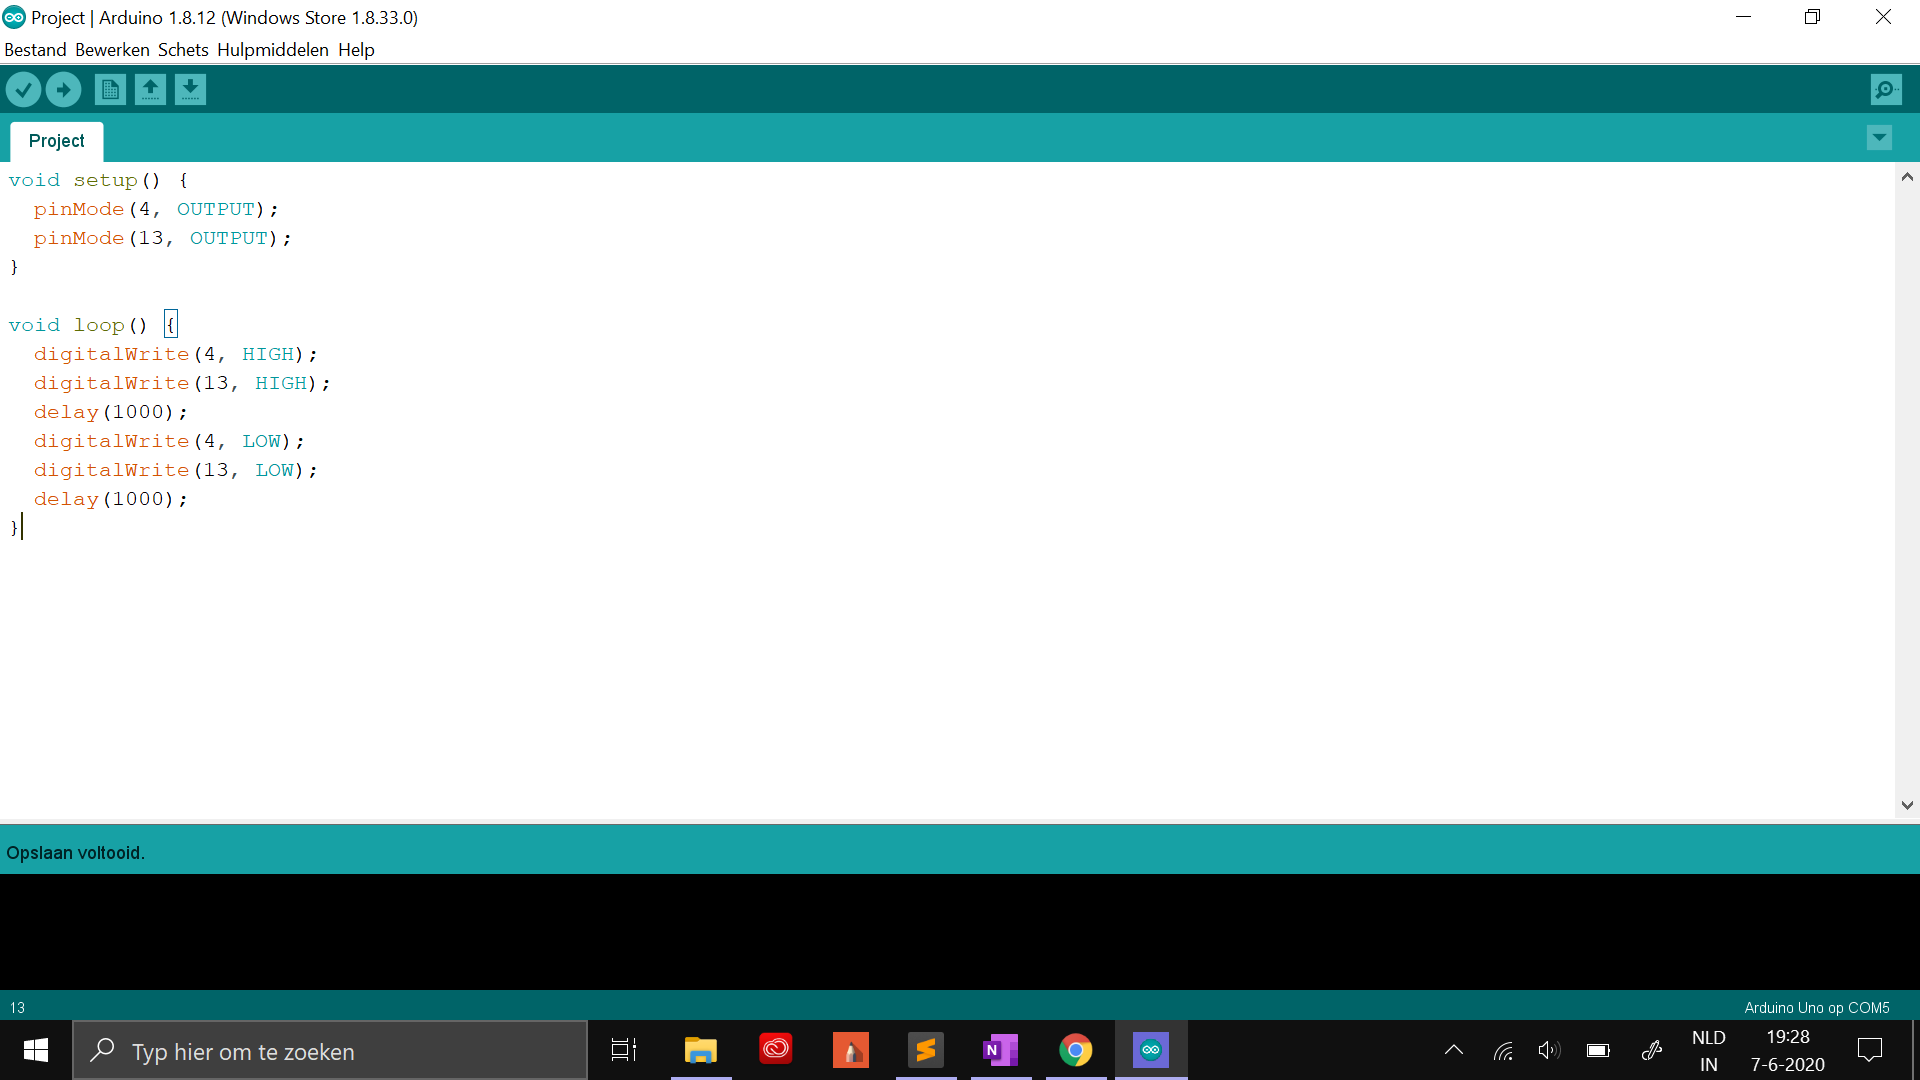 Project | Arduino 1.8.12 (Windows Store 1.8.33.0)
Bestand Bewerken Schets Hulpmiddelen Help
Project
void setup() {
  pinMode(4, OUTPUT);
  pinMode(13, OUTPUT);
}
void loop() {
  digitalWrite(4, HIGH);
  digitalWrite(13, HIGH);
  delay(1000);
  digitalWrite(4, LOW);
  digitalWrite(13, LOW);
  delay(1000);
}
Opslaan voltooid.
13
Arduino Uno op COM5
Typ hier om te zoeken
N
NLD
IN
19:28
7-6-2020